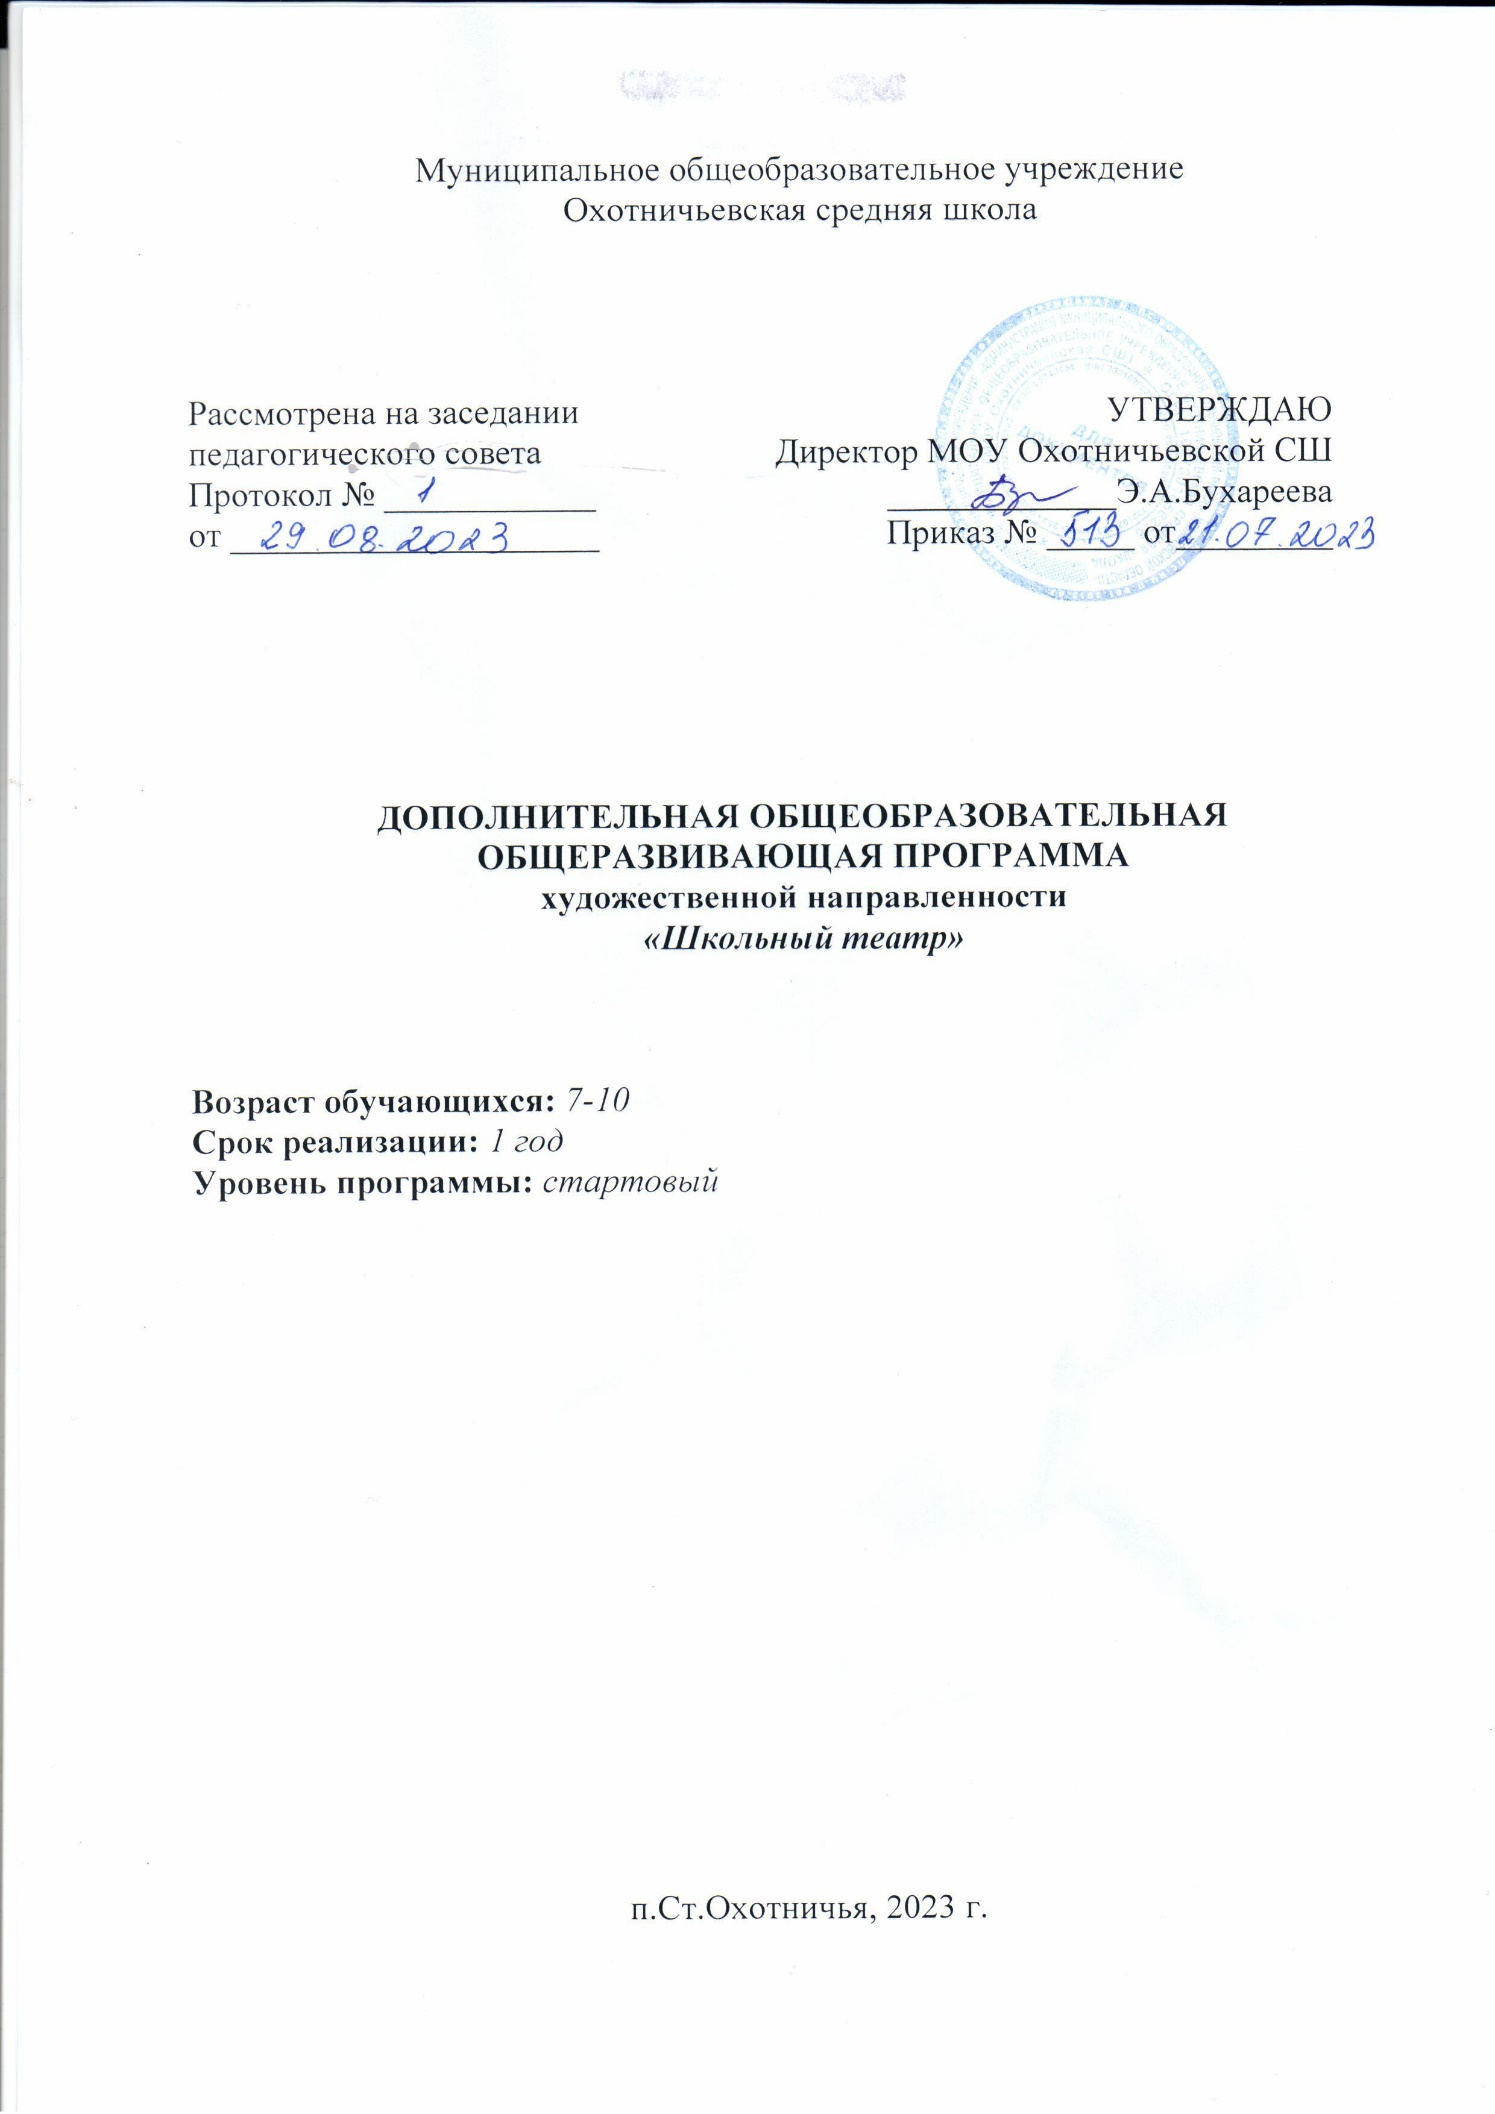 Муниципальное общеобразовательное учреждение
Охотничьевская средняя школа
Рассмотрена на заседании
педагогического совета
Протокол № 1
от 29.08.2023
УТВЕРЖДАЮ
Директор МОУ Охотничьевской СШ
Э.А.Бухареева
Приказ № 513 от 21.07.2023
ДОПОЛНИТЕЛЬНАЯ ОБЩЕОБРАЗОВАТЕЛЬНАЯ
ОБЩЕРАЗВИВАЮЩАЯ ПРОГРАММА
художественной направленности
«Школьный театр»
Возраст обучающихся: 7-10
Срок реализации: 1 год
Уровень программы: стартовый
п.Ст.Охотничья, 2023 г.